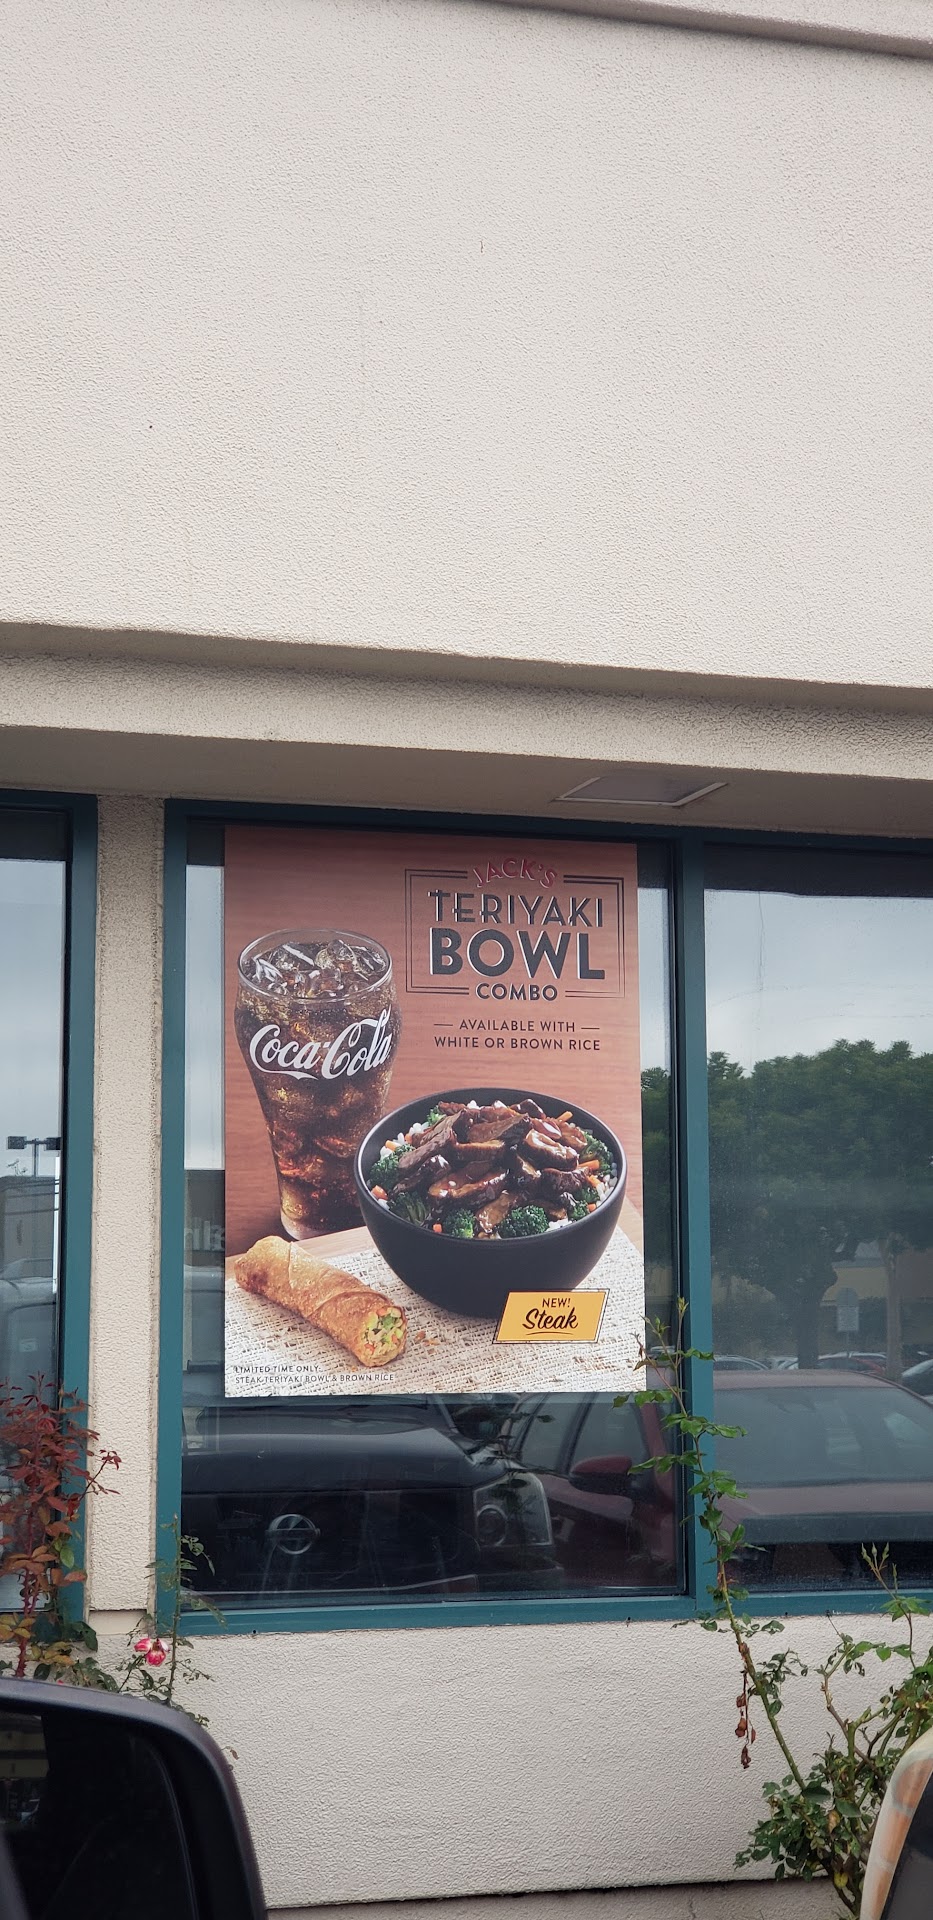 JACK'S
TERIYAKI
BOWL
COMBO
AVAILABLE WITH
WHITE OR BROWN RICE
Coca-Cola
NEW!
Steak
LIMITED TIME ONLY:
STEAK TERIYAKI BOWL & BROWN RICE